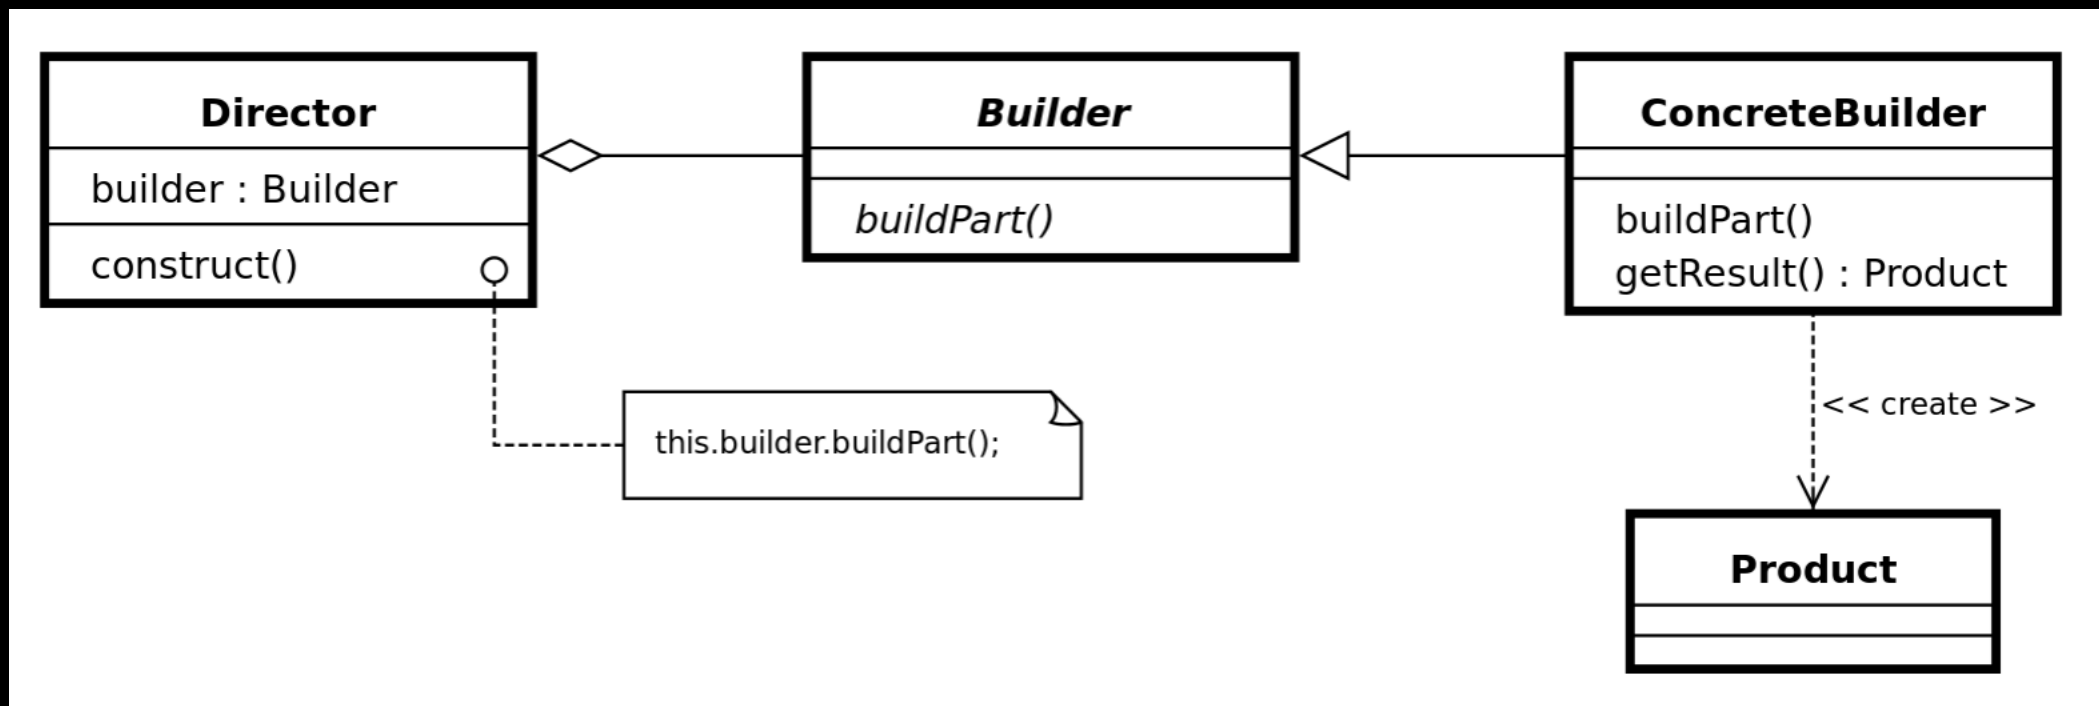 Director
builder : Builder
construct()
Builder
buildPart()
ConcreteBuilder
buildPart()
getResult() : Product
this.builder.buildPart();
<< create >>
Product